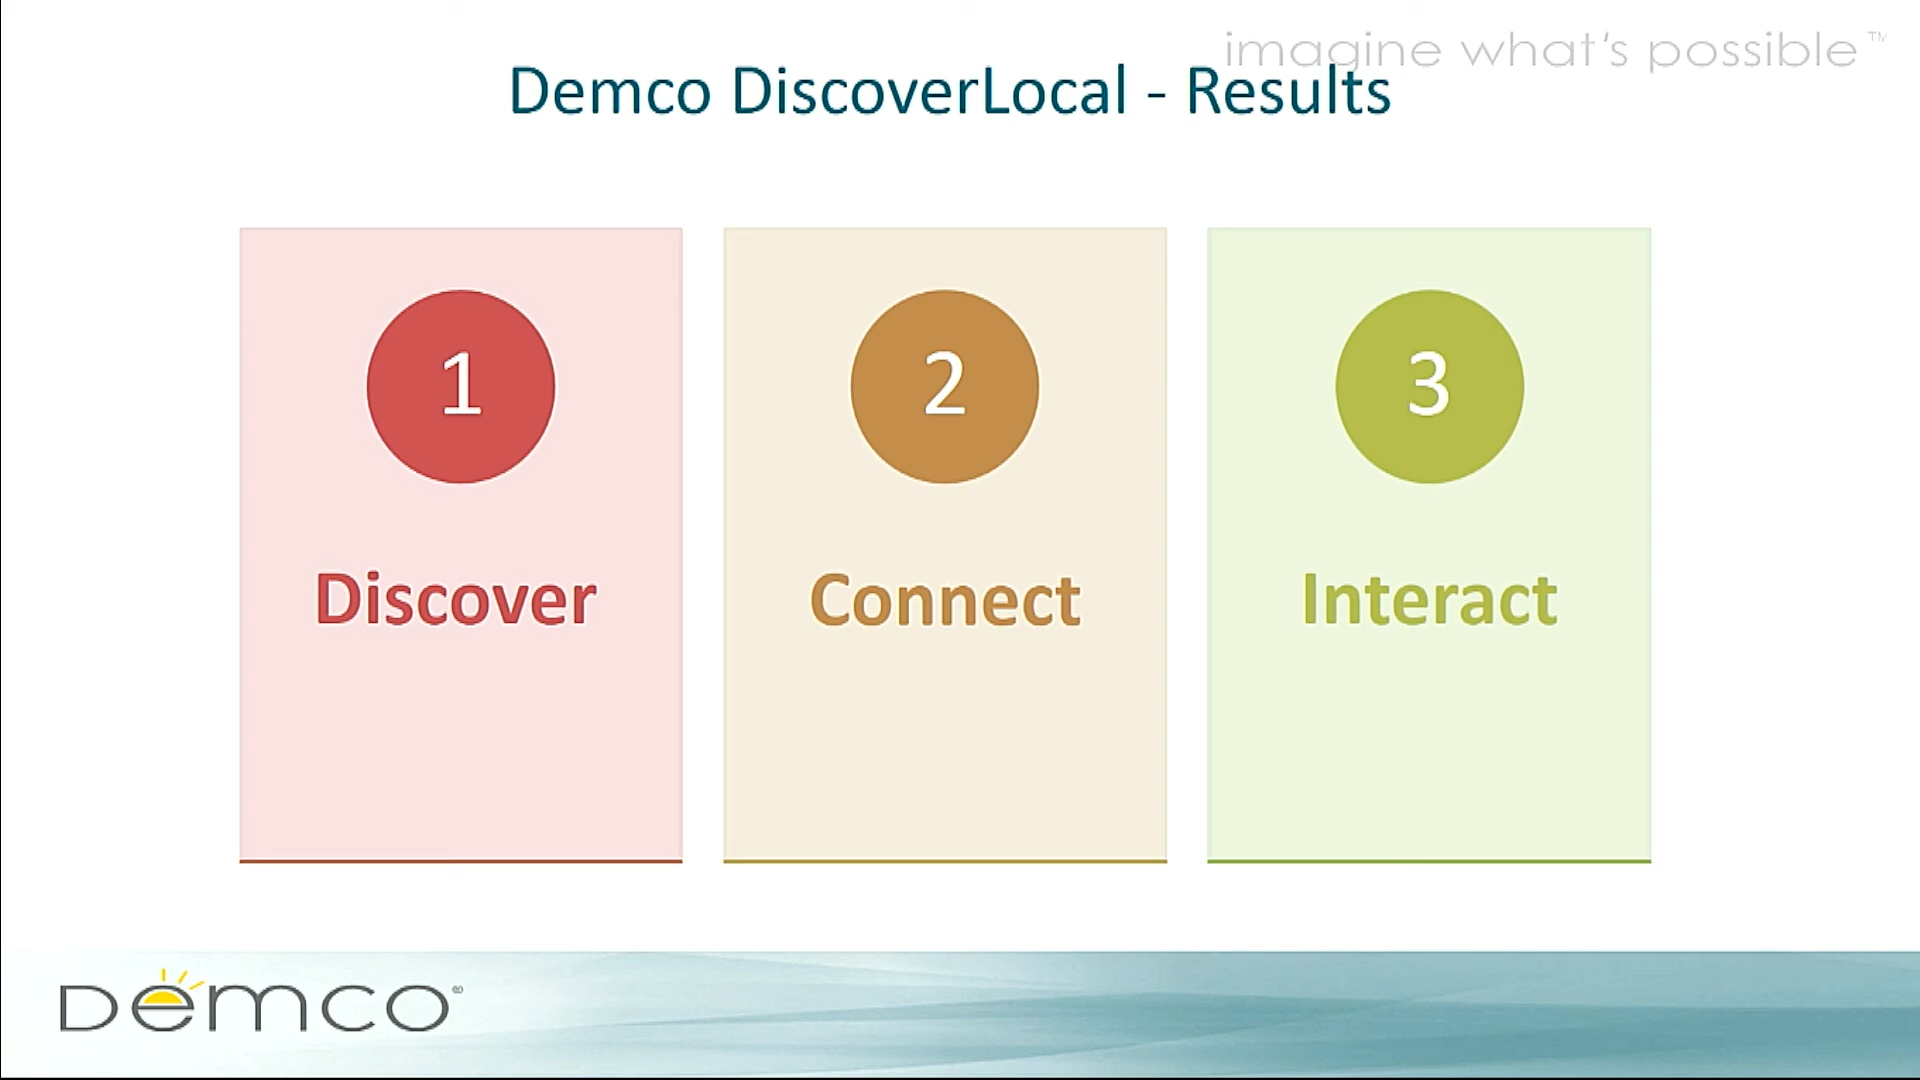 imagine what's possible™
Demco DiscoverLocal - Results
1
2
3
Discover
Connect
Interact
Demco®